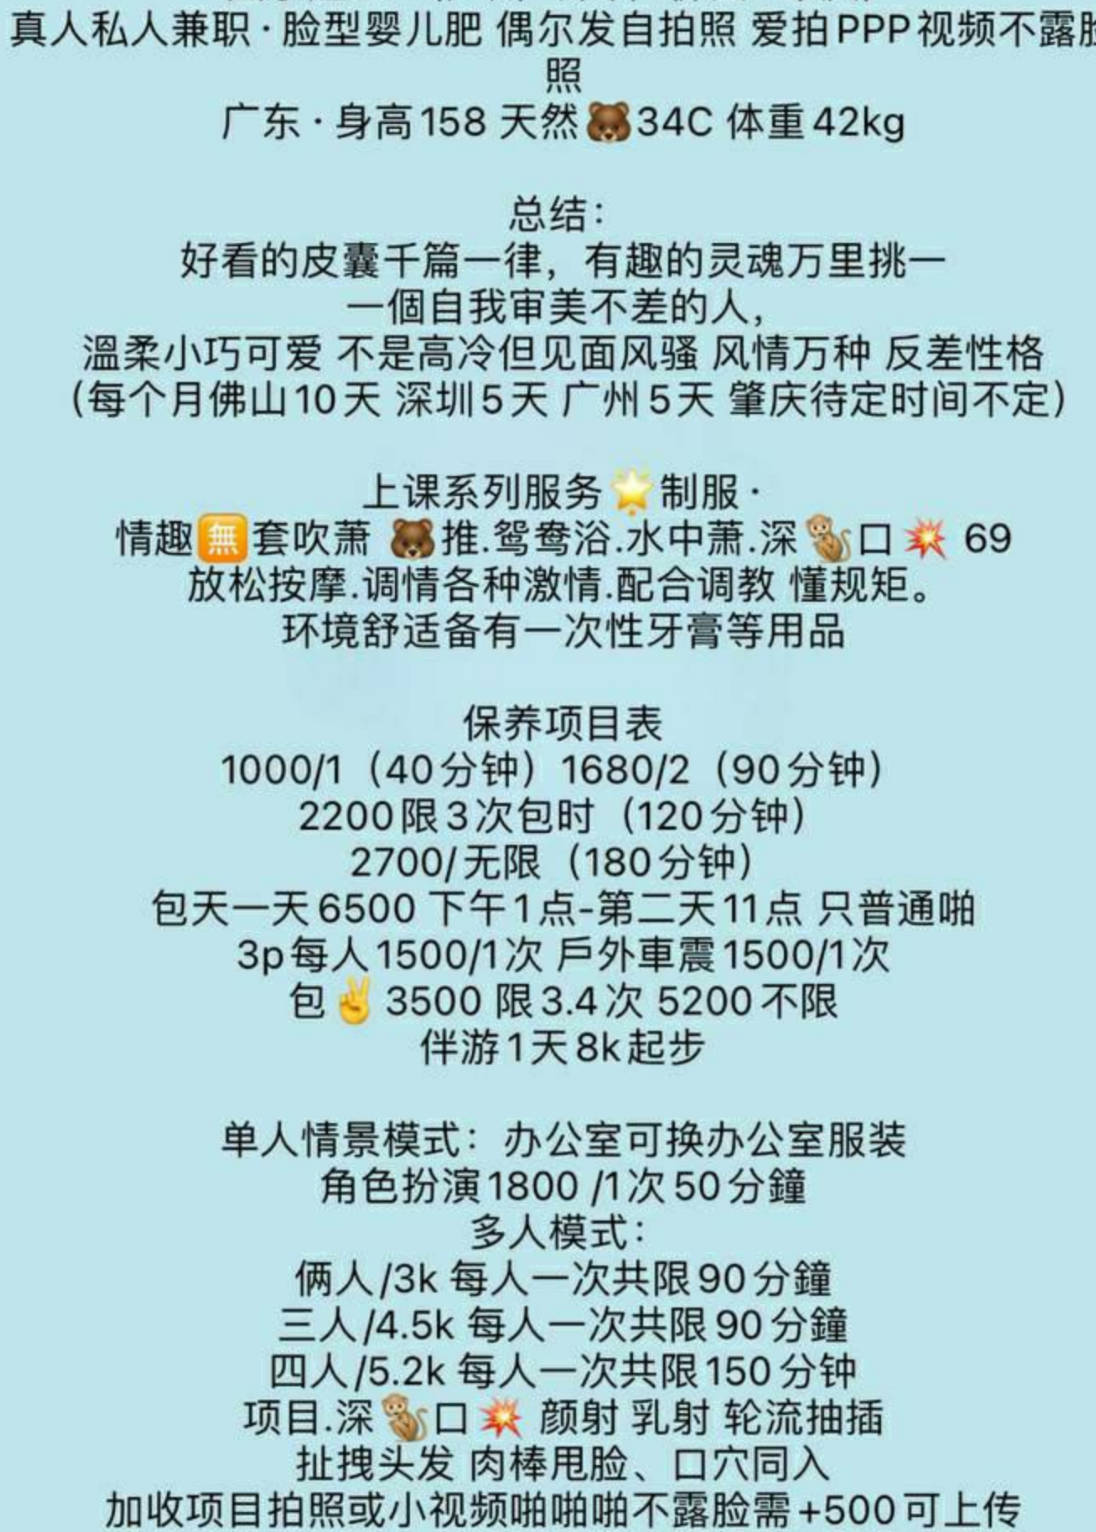 真人私人兼职·脸型婴儿肥 偶尔发自拍照 爱拍PPP视频不露脸
照
广东·身高158 天然🐻34C 体重42kg
总结：
好看的皮囊千篇一律，有趣的灵魂万里挑一
一個自我审美不差的人，
溫柔小巧可爱 不是高冷但见面风骚 风情万种 反差性格
（每个月佛山10天 深圳5天 广州5天 肇庆待定时间不定）
上课系列服务🌟制服·
情趣🈚套吹萧 🐻推.鸳鸯浴.水中萧.深🐒口💥 69
放松按摩.调情各种激情.配合调教 懂规矩。
环境舒适备有一次性牙膏等用品
保养项目表
1000/1（40分钟）1680/2（90分钟）
2200限3次包时（120分钟）
2700/无限（180分钟）
包天一天6500 下午1点-第二天11点 只普通啪
3p每人1500/1次 戶外車震1500/1次
包✌️3500 限3.4次 5200不限
伴游1天8k起步
单人情景模式：办公室可换办公室服装
角色扮演1800 /1次50分鐘
多人模式：
俩人/3k 每人一次共限90分鐘
三人/4.5k 每人一次共限90分鐘
四人/5.2k 每人一次共限150分钟
项目.深🐒口💥 颜射 乳射 轮流抽插
扯拽头发 肉棒甩脸、口穴同入
加收项目拍照或小视频啪啪啪不露脸需+500可上传